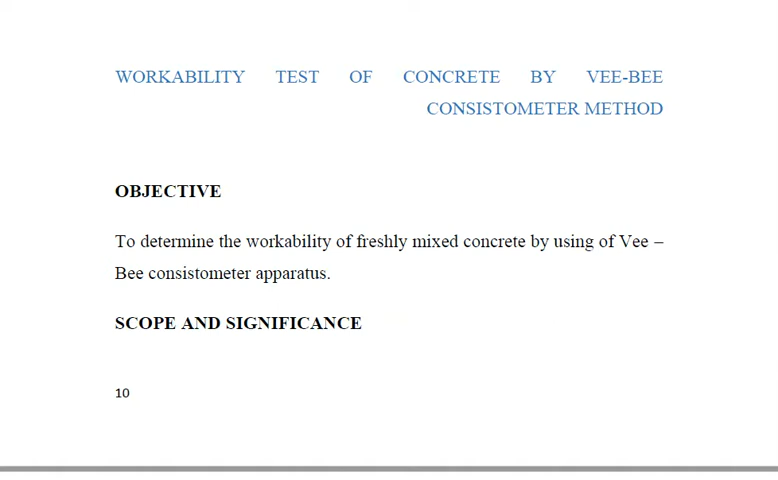 WORKABILITY TEST OF CONCRETE BY VEE-BEE
CONSISTOMETER METHOD
OBJECTIVE
To determine the workability of freshly mixed concrete by using of Vee –
Bee consistometer apparatus.
SCOPE AND SIGNIFICANCE
10